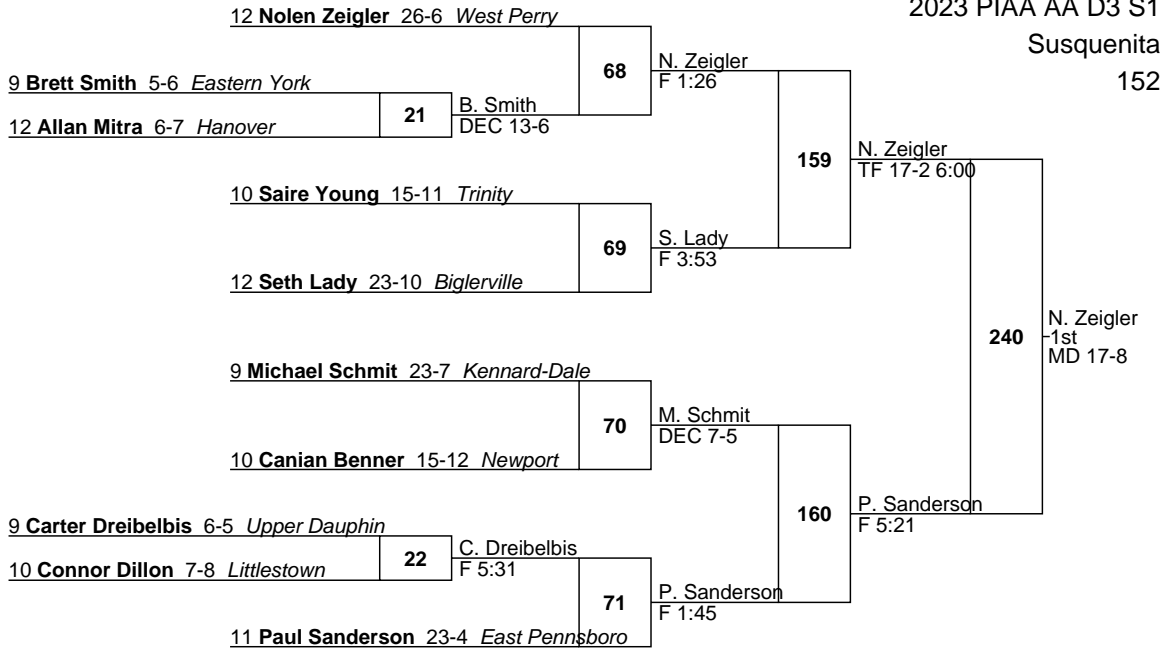 2023 PIAA AA D3 S1
Susquenita
152
12 Nolen Zeigler 26-6 West Perry
68
N. Zeigler
F 1:26
9 Brett Smith 5-6 Eastern York
21
B. Smith
DEC 13-6
12 Allan Mitra 6-7 Hanover
159
N. Zeigler
TF 17-2 6:00
10 Saire Young 15-11 Trinity
69
S. Lady
F 3:53
12 Seth Lady 23-10 Biglerville
240
N. Zeigler
1st
MD 17-8
9 Michael Schmit 23-7 Kennard-Dale
70
M. Schmit
DEC 7-5
10 Canian Benner 15-12 Newport
160
P. Sanderson
F 5:21
9 Carter Dreibelbis 6-5 Upper Dauphin
22
C. Dreibelbis
F 5:31
10 Connor Dillon 7-8 Littlestown
71
P. Sanderson
F 1:45
11 Paul Sanderson 23-4 East Pennsboro